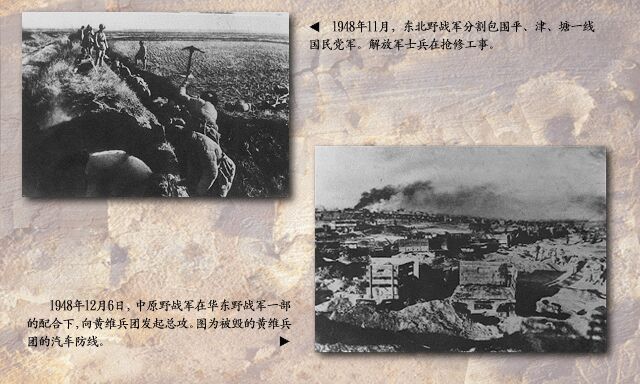 ◀ 1948年11月，东北野战军分割包围平、津、塘一线
国民党军。解放军士兵在抢修工事。
1948年12月6日，中原野战军在华东野战军一部
的配合下，向黄维兵团发起总攻。图为被毁的黄维兵
团的汽车防线。 ▶